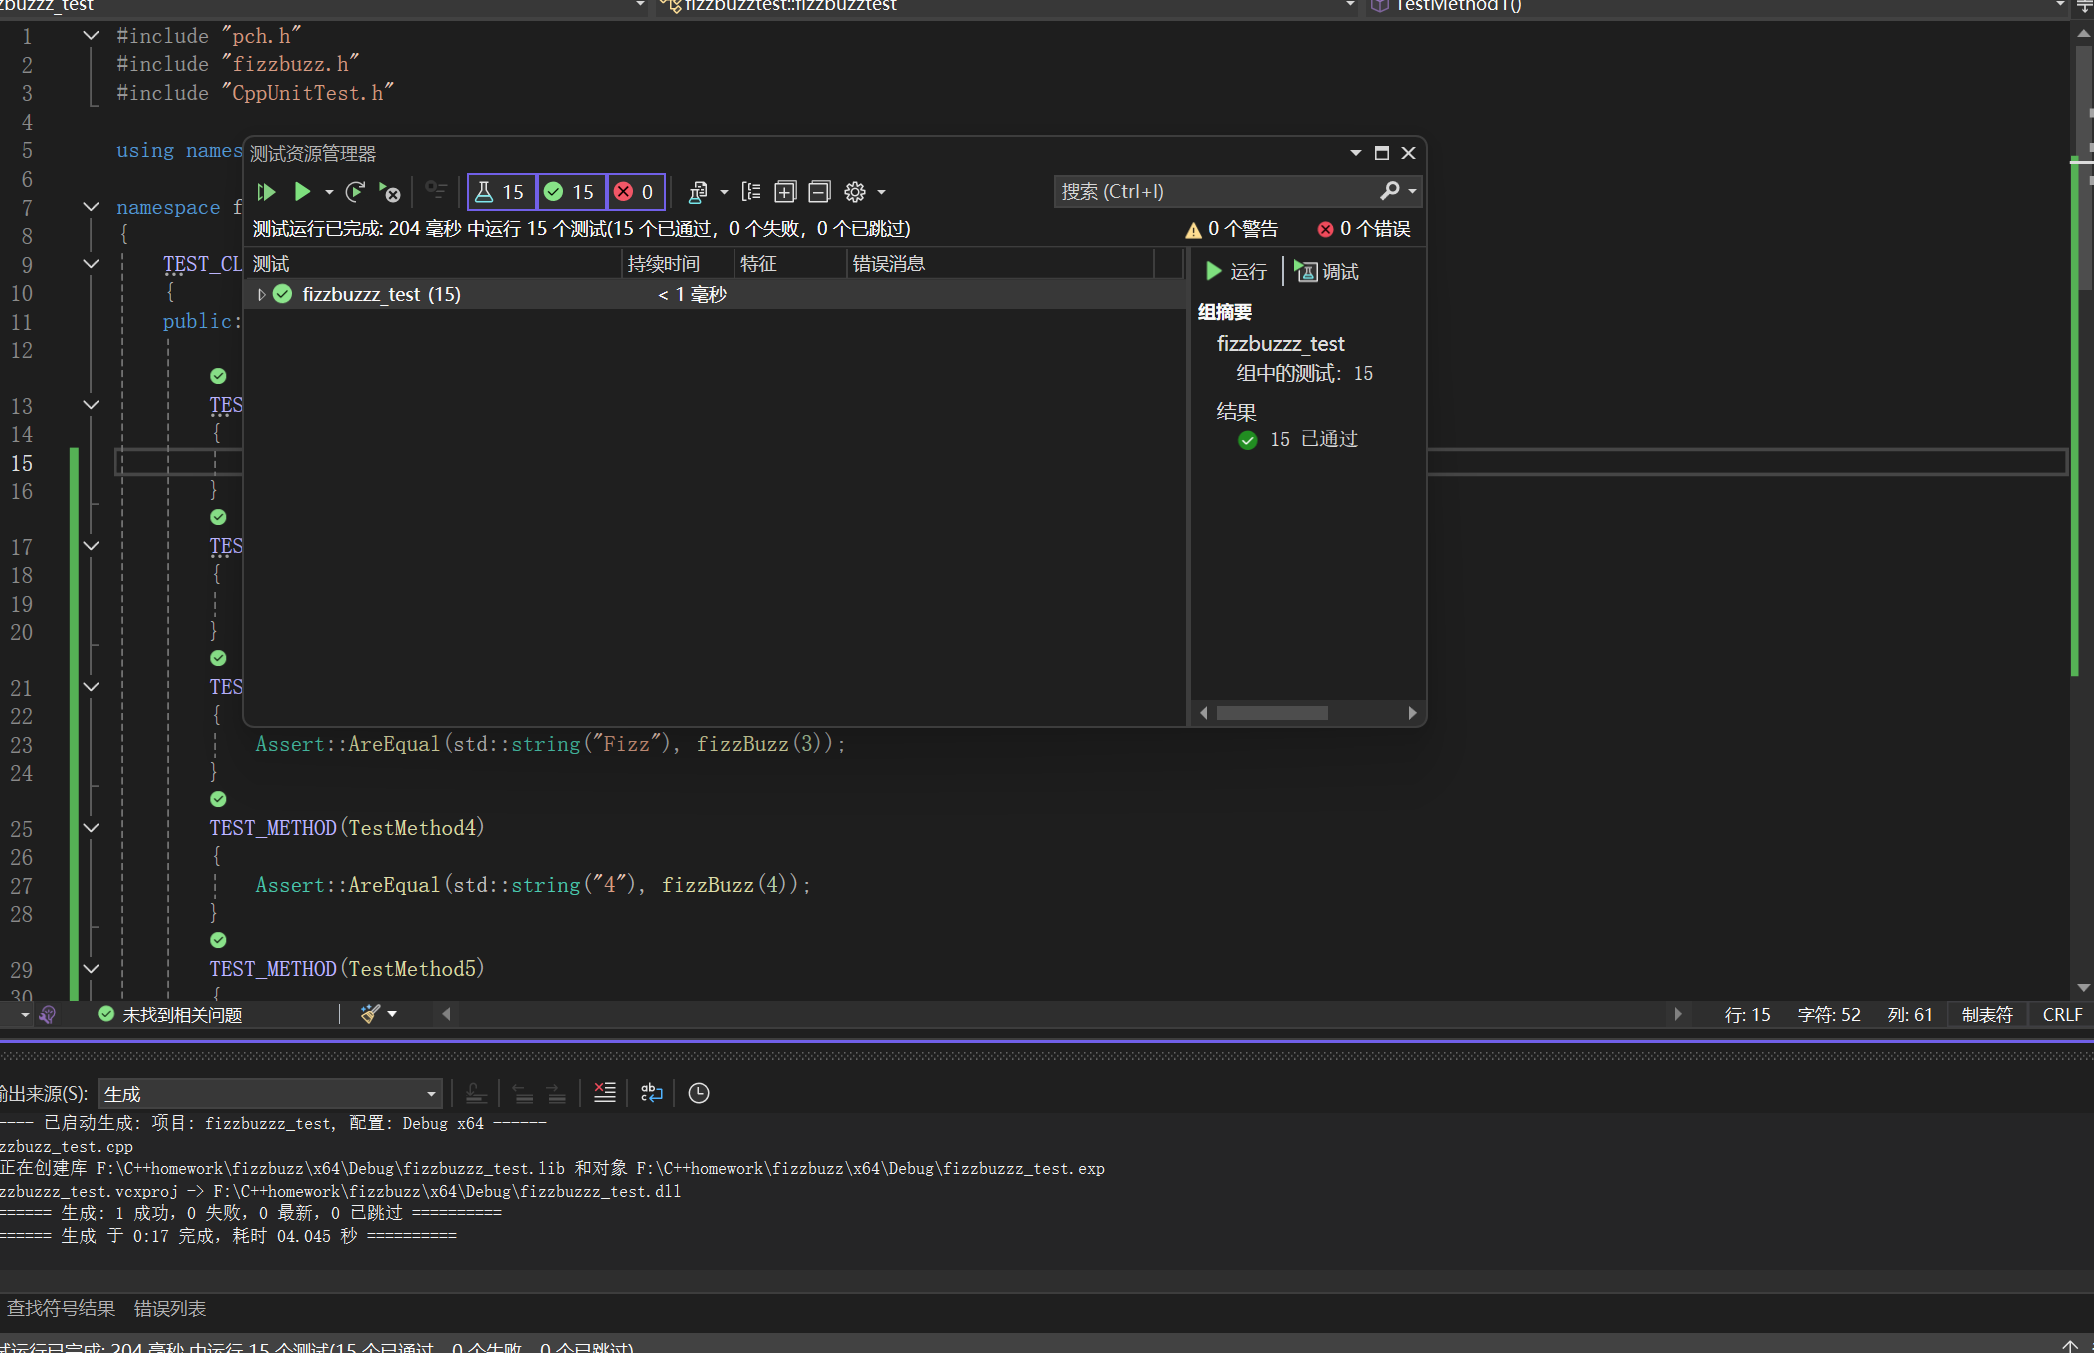 buzzz_test
fizzbuzztest::fizzbuzztest
TestMethod1()
1 #include "pch.h"
2 #include "fizzbuzz.h"
3 #include "CppUnitTest.h"
4
5 using names
6
7 namespace f
8 {
9 TEST_CL
10 {
11 public:
12
13 TES
14 {
15
16 }
17 TES
18 {
19
20 }
21 TES
22 {
23 Assert::AreEqual(std::string("Fizz"), fizzBuzz(3));
24 }
25 TEST_METHOD(TestMethod4)
26 {
27 Assert::AreEqual(std::string("4"), fizzBuzz(4));
28 }
29 TEST_METHOD(TestMethod5)
30 {
测试资源管理器
15 15 0
搜索 (Ctrl+I)
测试运行已完成: 204 毫秒 中运行 15 个测试(15 个已通过，0 个失败，0 个已跳过)
0 个警告 0 个错误
测试 持续时间 特征 错误消息
fizzbuzzz_test (15) < 1 毫秒
运行 调试
组摘要
fizzbuzzz_test
组中的测试: 15
结果
15 已通过
未找到相关问题
行: 15 字符: 52 列: 61 制表符 CRLF
输出来源(S): 生成
---- 已启动生成: 项目: fizzbuzzz_test, 配置: Debug x64 ------
zzbuzz_test.cpp
正在创建库 F:\C++homework\fizzbuzz\x64\Debug\fizzbuzzz_test.lib 和对象 F:\C++homework\fizzbuzz\x64\Debug\fizzbuzzz_test.exp
zzbuzzz_test.vcxproj -> F:\C++homework\fizzbuzz\x64\Debug\fizzbuzzz_test.dll
====== 生成: 1 成功，0 失败，0 最新，0 已跳过 ==========
====== 生成 于 0:17 完成，耗时 04.045 秒 ==========
查找符号结果 错误列表
试运行已完成: 204 毫秒 中运行 15 个测试(15 个已通过，0 个失败，0 个已跳过)